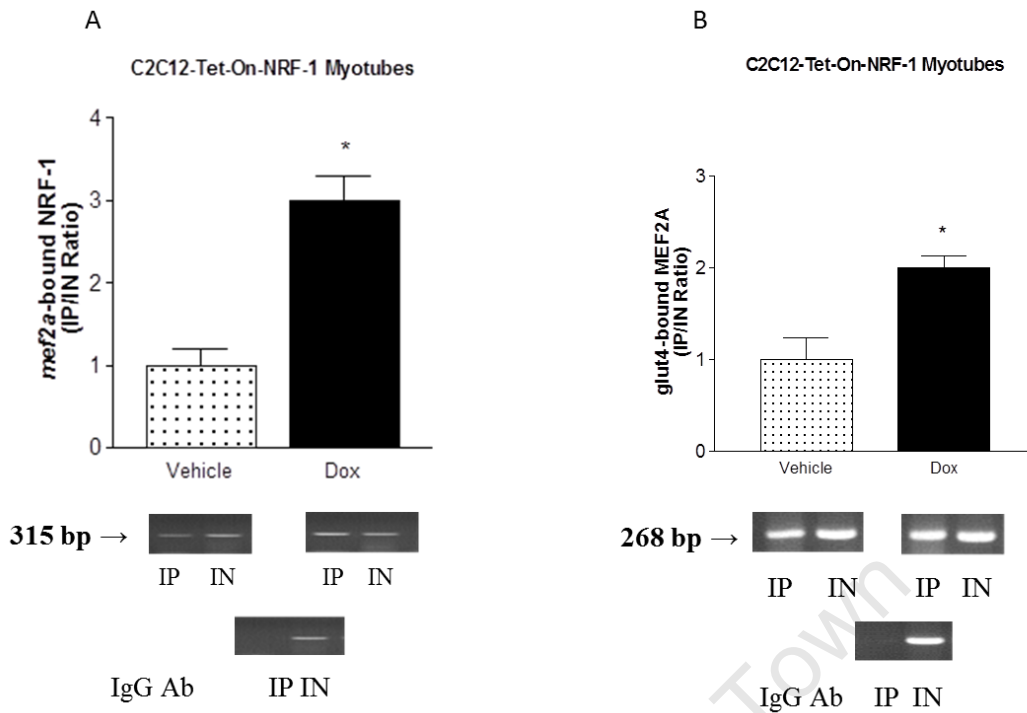 A
C2C12-Tet-On-NRF-1 Myotubes
mef2a-bound NRF-1
(IP/IN Ratio)
4
3
2
1
0
*
Vehicle Dox
315 bp →
IP IN IP IN
IgG Ab IP IN
B
C2C12-Tet-On-NRF-1 Myotubes
glut4-bound MEF2A
(IP/IN Ratio)
3
2
1
0
*
Vehicle Dox
268 bp →
IP IN IP IN
IgG Ab IP IN
Town